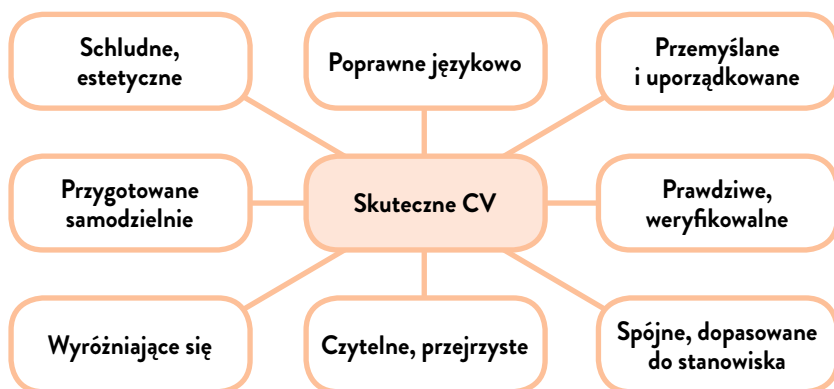 Schludne,
estetyczne
Poprawne językowo
Przemyślane
i uporządkowane
Przygotowane
samodzielnie
Skuteczne CV
Prawdziwe,
weryfikowalne
Wyróżniające się
Czytelne, przejrzyste
Spójne, dopasowane
do stanowiska